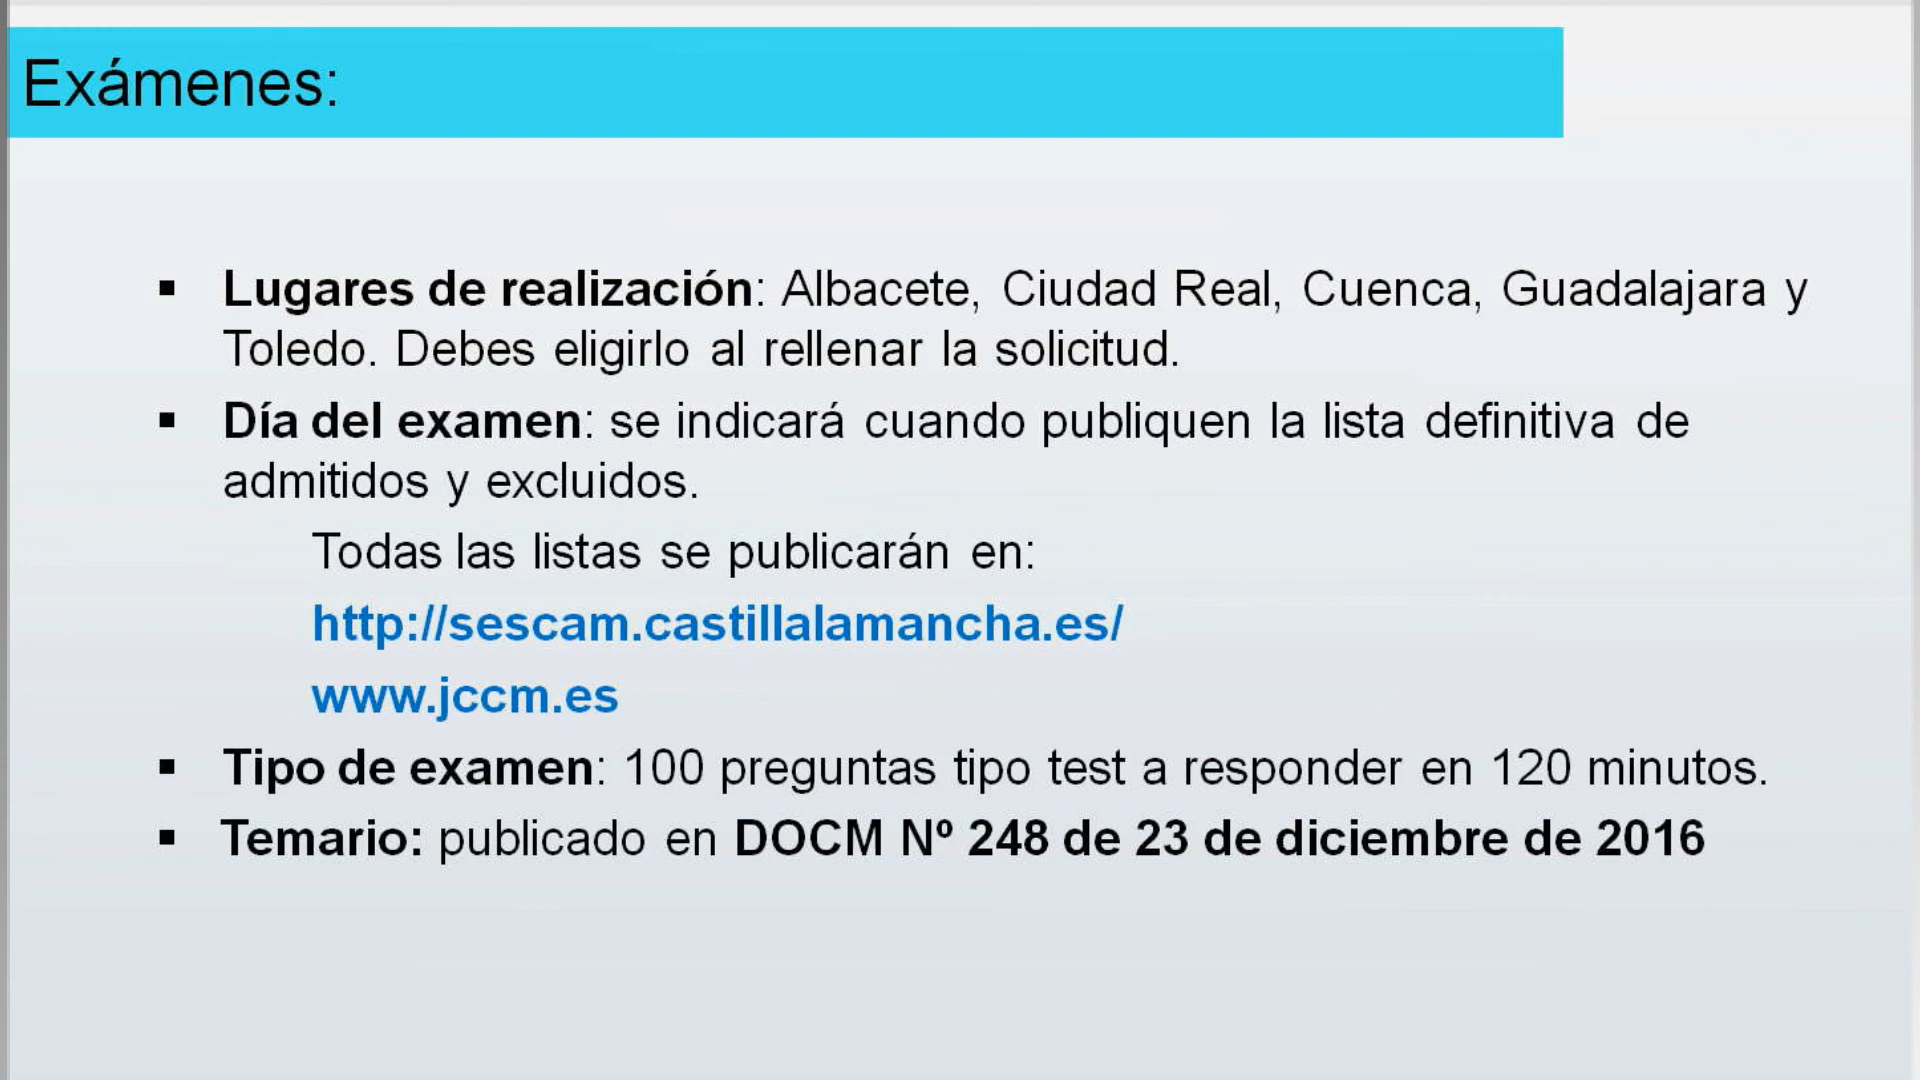 Exámenes:
▪ Lugares de realización: Albacete, Ciudad Real, Cuenca, Guadalajara y
Toledo. Debes eligirlo al rellenar la solicitud.
▪ Día del examen: se indicará cuando publiquen la lista definitiva de
admitidos y excluidos.
Todas las listas se publicarán en:
http://sescam.castillalamancha.es/
www.jccm.es
▪ Tipo de examen: 100 preguntas tipo test a responder en 120 minutos.
▪ Temario: publicado en DOCM Nº 248 de 23 de diciembre de 2016